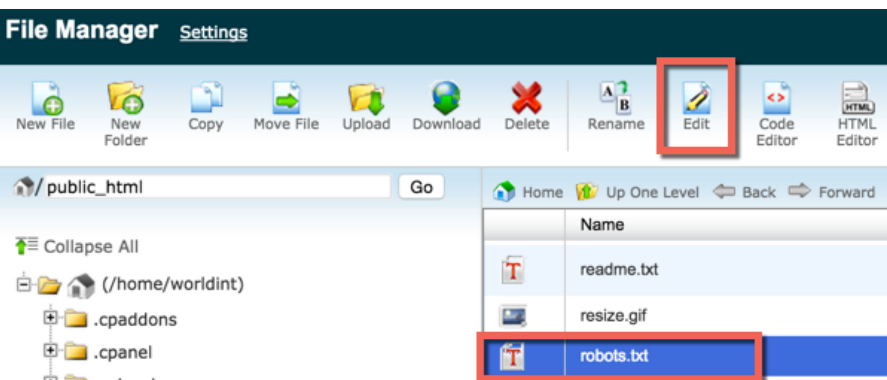 File Manager Settings
New File New Folder Copy Move File Upload Download Delete Rename Edit Code Editor HTML Editor
A B
<>
HTML
/ public_html Go
Home Up One Level Back Forward
Name
Collapse All
(/home/worldint)
.cpaddons
.cpanel
T readme.txt
resize.gif
T robots.txt